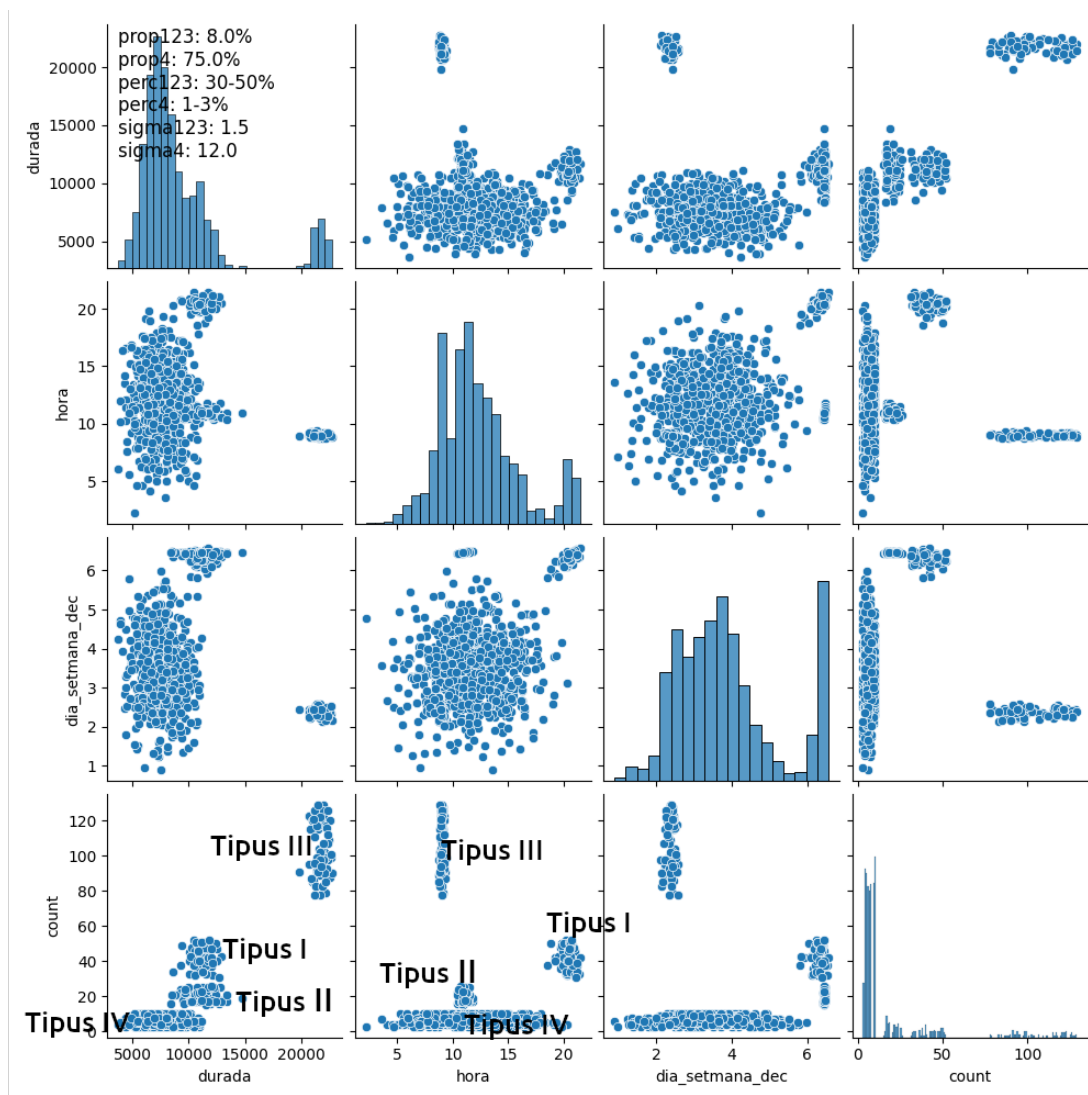 prop123: 8.0%
prop4: 75.0%
perc123: 30-50%
perc4: 1-3%
sigma123: 1.5
sigma4: 12.0
durada
20000
15000
10000
5000
hora
20
15
10
5
dia_setmana_dec
6
5
4
3
2
1
count
120
100
80
60
40
20
0
Tipus III
Tipus I
Tipus II
Tipus IV
Tipus III
Tipus I
Tipus II
Tipus IV
5000 10000 20000
durada
5 10 15 20
hora
2 4 6
dia_setmana_dec
0 50 100
count